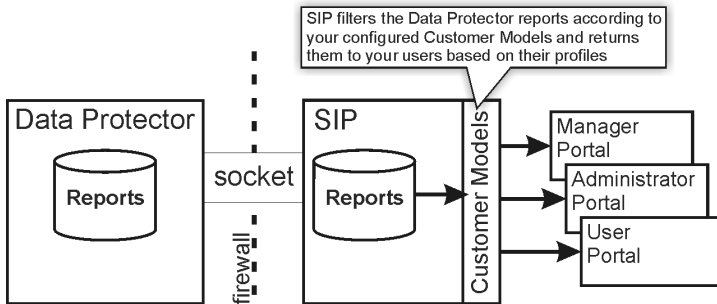 SIP filters the Data Protector reports according to
your configured Customer Models and returns
them to your users based on their profiles
Data Protector
Reports
socket
firewall
SIP
Reports
Customer Models
Manager
Portal
Administrator
Portal
User
Portal